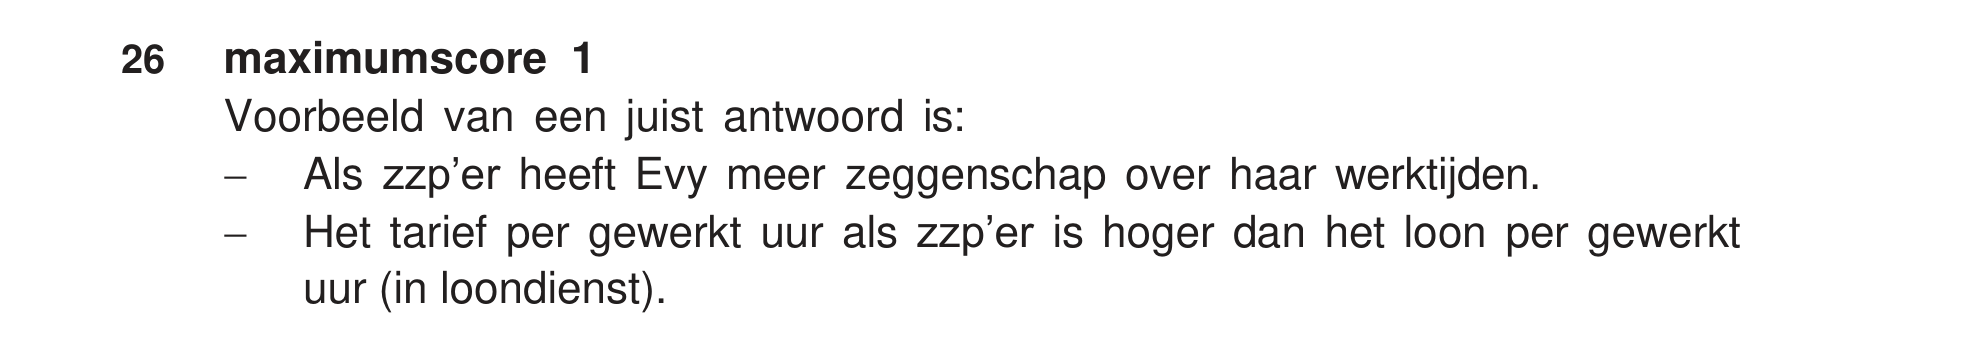 26 maximumscore 1
Voorbeeld van een juist antwoord is:
– Als zzp’er heeft Evy meer zeggenschap over haar werktijden.
– Het tarief per gewerkt uur als zzp’er is hoger dan het loon per gewerkt
uur (in loondienst).